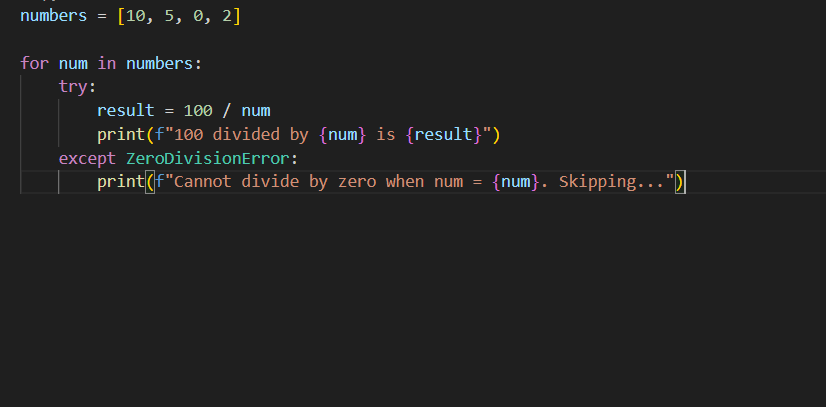 numbers = [10, 5, 0, 2]

for num in numbers:
    try:
        result = 100 / num
        print(f"100 divided by {num} is {result}")
    except ZeroDivisionError:
        print(f"Cannot divide by zero when num = {num}. Skipping...")